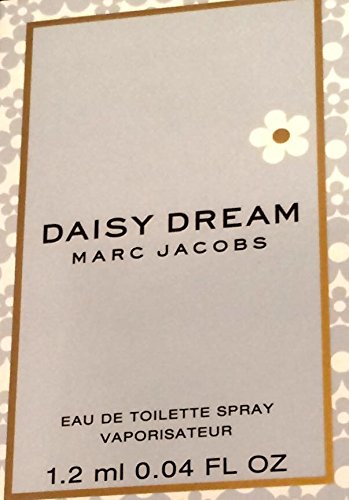 DAISY DREAM
MARC JACOBS
EAU DE TOILETTE SPRAY
VAPORISATEUR
1.2 ml 0.04 FL OZ